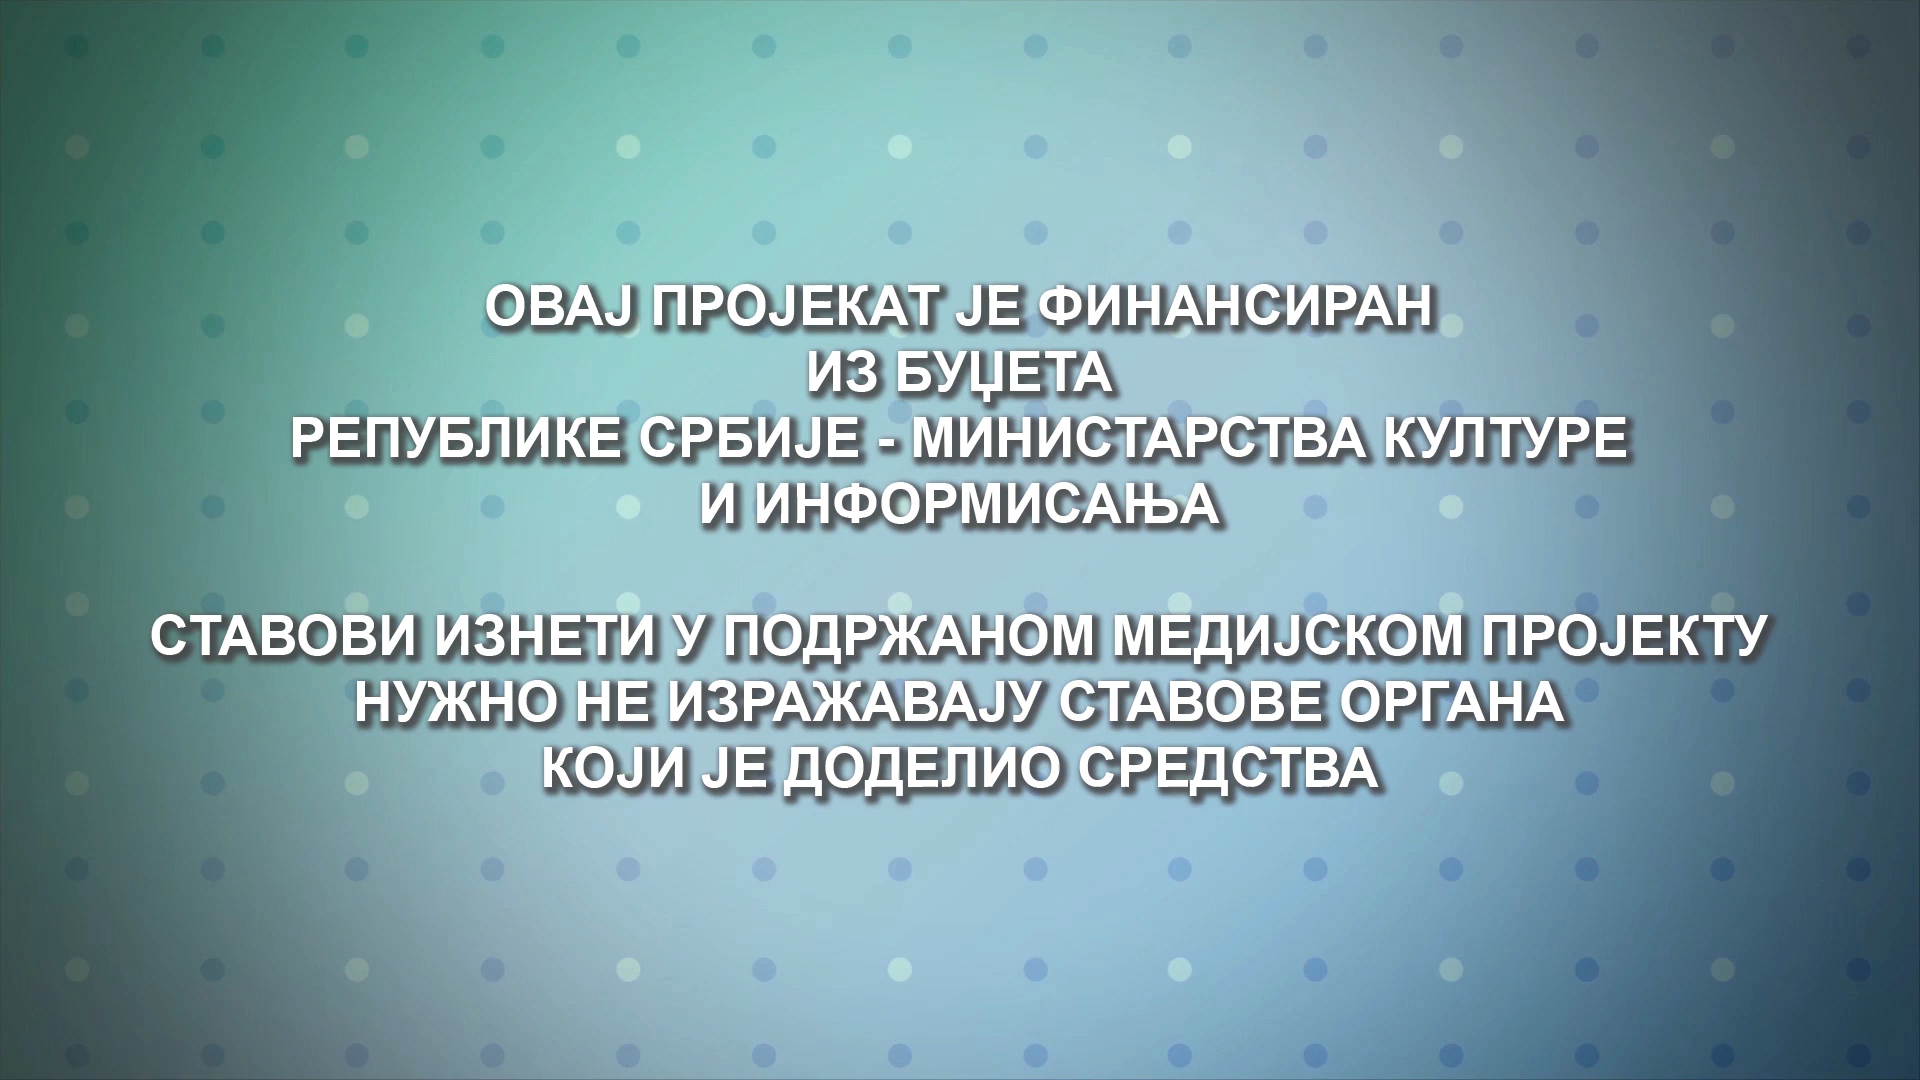 ОВАЈ ПРОЈЕКАТ ЈЕ ФИНАНСИРАН
ИЗ БУЏЕТА
РЕПУБЛИКЕ СРБИЈЕ - МИНИСТАРСТВА КУЛТУРЕ
И ИНФОРМИСАЊА
СТАВОВИ ИЗНЕТИ У ПОДРЖАНОМ МЕДИЈСКОМ ПРОЈЕКТУ
НУЖНО НЕ ИЗРАЖАВАЈУ СТАВОВЕ ОРГАНА
КОЈИ ЈЕ ДОДЕЛИО СРЕДСТВА